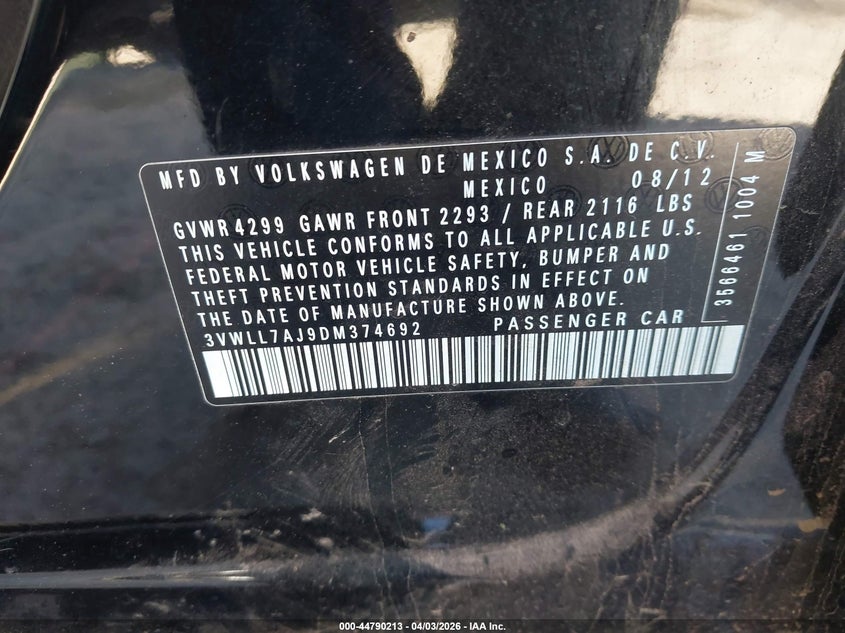 MFD BY VOLKSWAGEN DE MEXICO S.A. DE C.V.
MEXICO 08/12
GVWR 4299 GAWR FRONT 2293 / REAR 2116 LBS
THIS VEHICLE CONFORMS TO ALL APPLICABLE U.S.
FEDERAL MOTOR VEHICLE SAFETY, BUMPER AND
THEFT PREVENTION STANDARDS IN EFFECT ON
THE DATE OF MANUFACTURE SHOWN ABOVE.
3VWLL7AJ9DM374692 PASSENGER CAR
3566461 1004 M
000-44790213 - 04/03/2026 - IAA Inc.